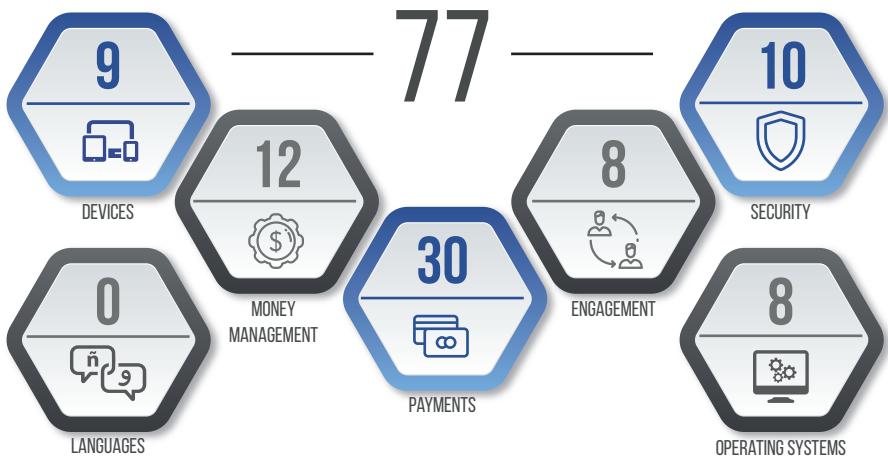 77
9
DEVICES
12
MONEY
MANAGEMENT
30
PAYMENTS
8
ENGAGEMENT
10
SECURITY
0
ñ
و
LANGUAGES
$
8
OPERATING SYSTEMS